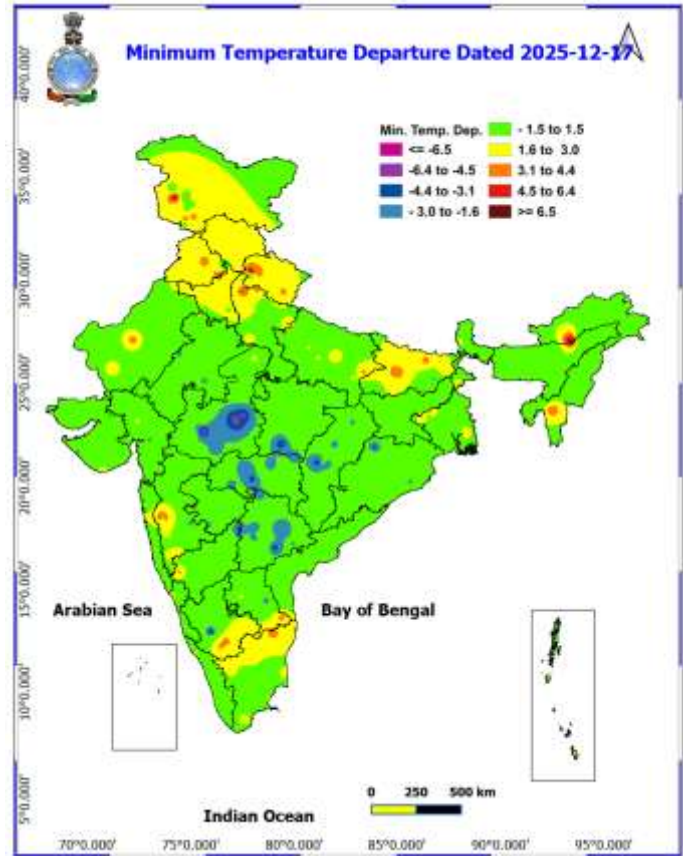 Minimum Temperature Departure Dated 2025-12-17
Min. Temp. Dep.
<= -6.5
-6.4 to -4.5
-4.4 to -3.1
- 3.0 to -1.6
- 1.5 to 1.5
1.6 to 3.0
3.1 to 4.4
4.5 to 6.4
>= 6.5
40°0.000'
35°0.000'
30°0.000'
25°0.000'
20°0.000'
15°0.000'
10°0.000'
5°0.000'
Arabian Sea
Bay of Bengal
0 250 500 km
Indian Ocean
70°0.000' 75°0.000' 80°0.000' 85°0.000' 90°0.000' 95°0.000'